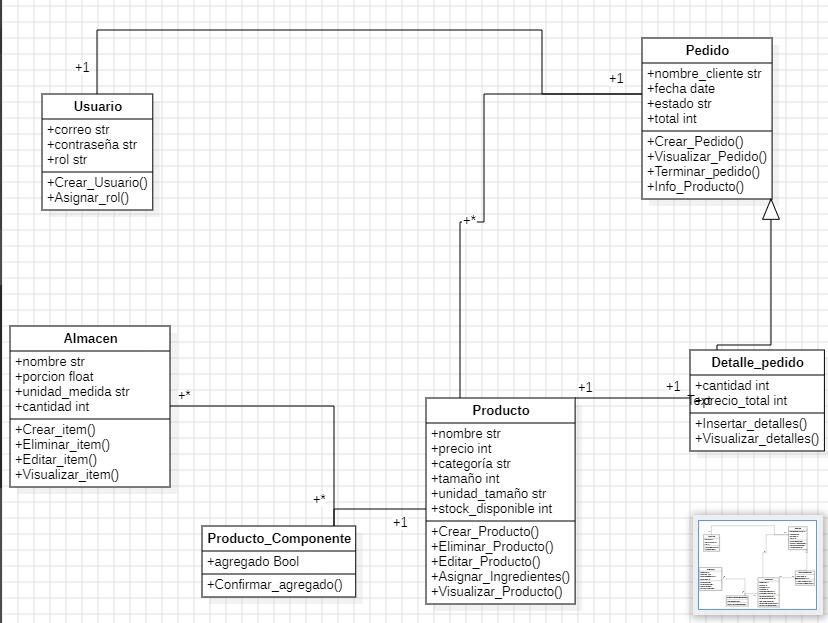 Pedido
+nombre_cliente str
+fecha date
+estado str
+total int
+Crear_Pedido()
+Visualizar_Pedido()
+Terminar_pedido()
+Info_Producto()
+1
+1
Usuario
+correo str
+contraseña str
+rol str
+Crear_Usuario()
+Asignar_rol()
+*
Almacen
+nombre str
+porcion float
+unidad_medida str
+cantidad int
+Crear_item()
+Eliminar_item()
+Editar_item()
+Visualizar_item()
+*
Detalle_pedido
+cantidad int
+precio_total int
+Insertar_detalles()
+Visualizar_detalles()
+1
+1
Text
Producto
+nombre str
+precio int
+categoría str
+tamaño int
+unidad_tamaño str
+stock_disponible int
+Crear_Producto()
+Eliminar_Producto()
+Editar_Producto()
+Asignar_Ingredientes()
+Visualizar_Producto()
+*
+1
Producto_Componente
+agregado Bool
+Confirmar_agregado()